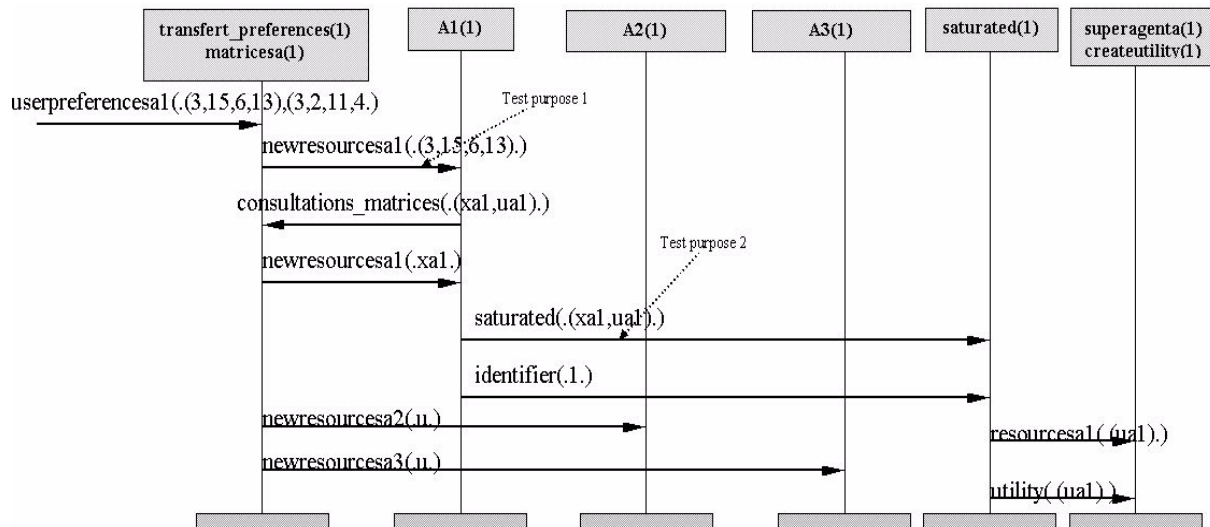 transfert_preferences(1)
matricesa(1)
A1(1)
A2(1)
A3(1)
saturated(1)
superagenta(1)
createutility(1)
userpreferencesa1(.(3,15,6,13),(3,2,11,4.)
Test purpose 1
newresourcesa1(.(3,15,6,13).)
consultations_matrices(.(xa1,ua1).)
newresourcesa1(.xa1.)
Test purpose 2
saturated(.(xa1,ua1).)
identifier(.1.)
newresourcesa2(.u.)
resourcesa1(.(ua1).)
newresourcesa3(.u.)
utility(.(ua1).)